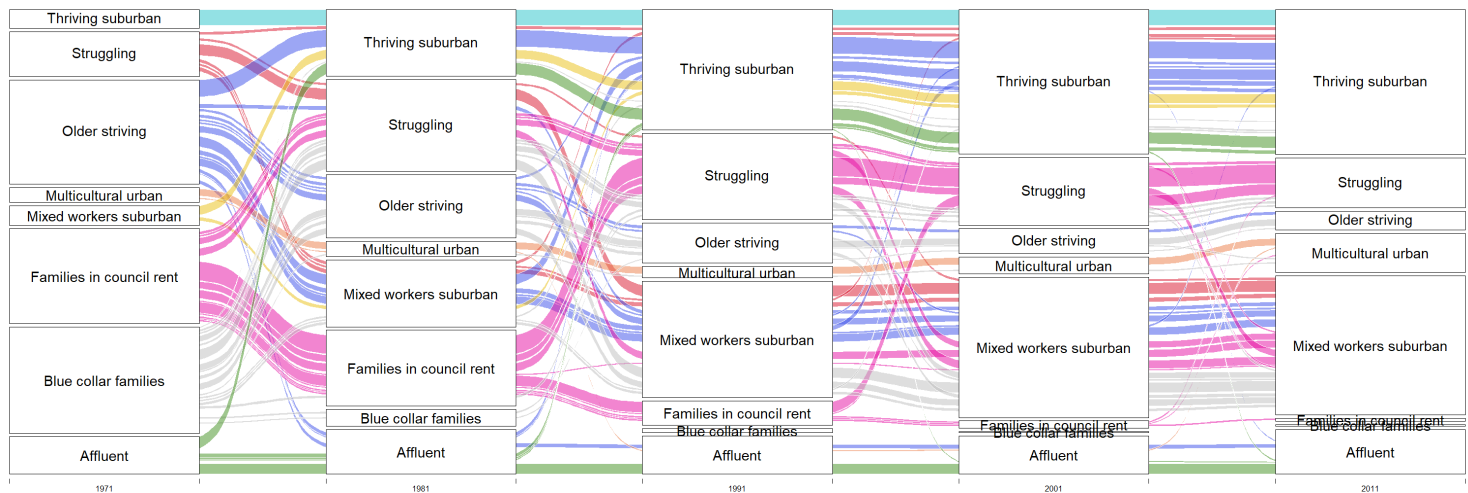 Thriving suburban
Struggling
Older striving
Multicultural urban
Mixed workers suburban
Families in council rent
Blue collar families
Affluent
Thriving suburban
Struggling
Older striving
Multicultural urban
Mixed workers suburban
Families in council rent
Blue collar families
Affluent
Thriving suburban
Struggling
Older striving
Multicultural urban
Mixed workers suburban
Families in council rent
Blue collar families
Affluent
Thriving suburban
Struggling
Older striving
Multicultural urban
Mixed workers suburban
Families in council rent
Blue collar families
Affluent
Thriving suburban
Struggling
Older striving
Multicultural urban
Mixed workers suburban
Families in council rent
Blue collar families
Affluent
1971
1981
1991
2001
2011